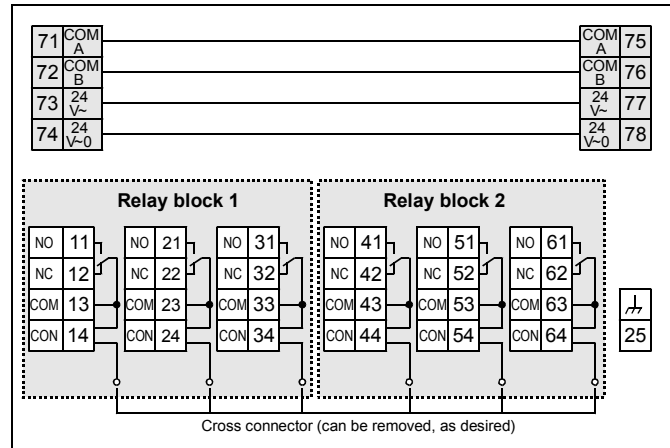 71 COM A COM A 75
72 COM B COM B 76
73 24 V~ 24 V~ 77
74 24 V~0 24 V~0 78
Relay block 1 Relay block 2
NO 11 NO 21 NO 31 NO 41 NO 51 NO 61
NC 12 NC 22 NC 32 NC 42 NC 52 NC 62
COM 13 COM 23 COM 33 COM 43 COM 53 COM 63
CON 14 CON 24 CON 34 CON 44 CON 54 CON 64 25
Cross connector (can be removed, as desired)